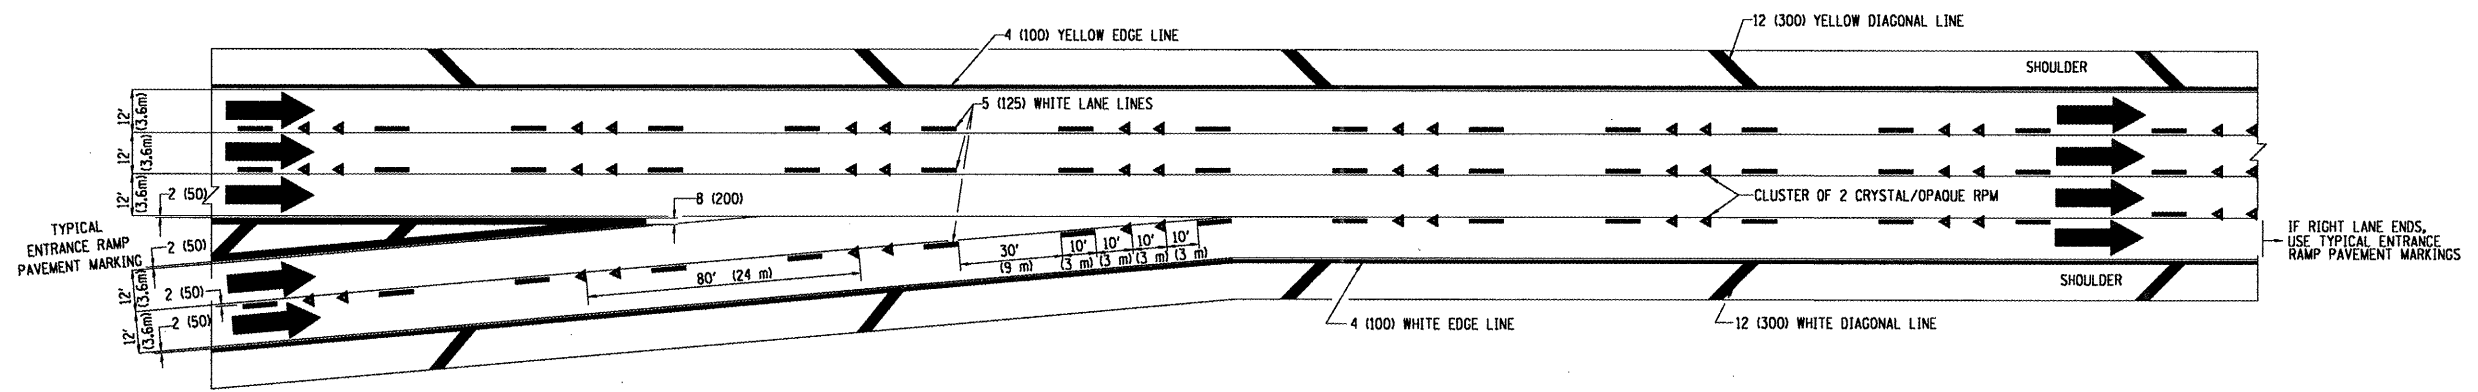 12 (300) YELLOW DIAGONAL LINE
4 (100) YELLOW EDGE LINE
SHOULDER
5 (125) WHITE LANE LINES
12'
(3.6m)
12'
(3.6m)
12'
(3.6m)
2 (50)
8 (200)
CLUSTER OF 2 CRYSTAL/OPAQUE RPM
TYPICAL
ENTRANCE RAMP
PAVEMENT MARKING
2 (50)
IF RIGHT LANE ENDS,
USE TYPICAL ENTRANCE
RAMP PAVEMENT MARKINGS
30'
(9 m)
10'
(3 m)
10'
(3 m)
10'
(3 m)
10'
(3 m)
80' (24 m)
12'
(3.6m)
2 (50)
12'
(3.6m)
2 (50)
SHOULDER
4 (100) WHITE EDGE LINE
12 (300) WHITE DIAGONAL LINE